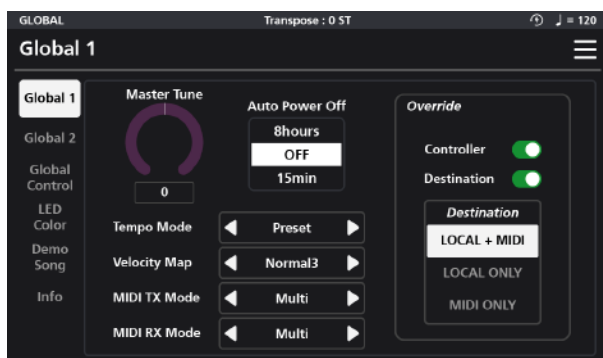 GLOBAL Transpose : 0 ST ♩ = 120
Global 1
Global 1
Global 2
Global
Control
LED
Color
Demo
Song
Info
Master Tune
0
Auto Power Off
8hours
OFF
15min
Tempo Mode Preset
Velocity Map Normal3
MIDI TX Mode Multi
MIDI RX Mode Multi
Override
Controller
Destination
Destination
LOCAL + MIDI
LOCAL ONLY
MIDI ONLY